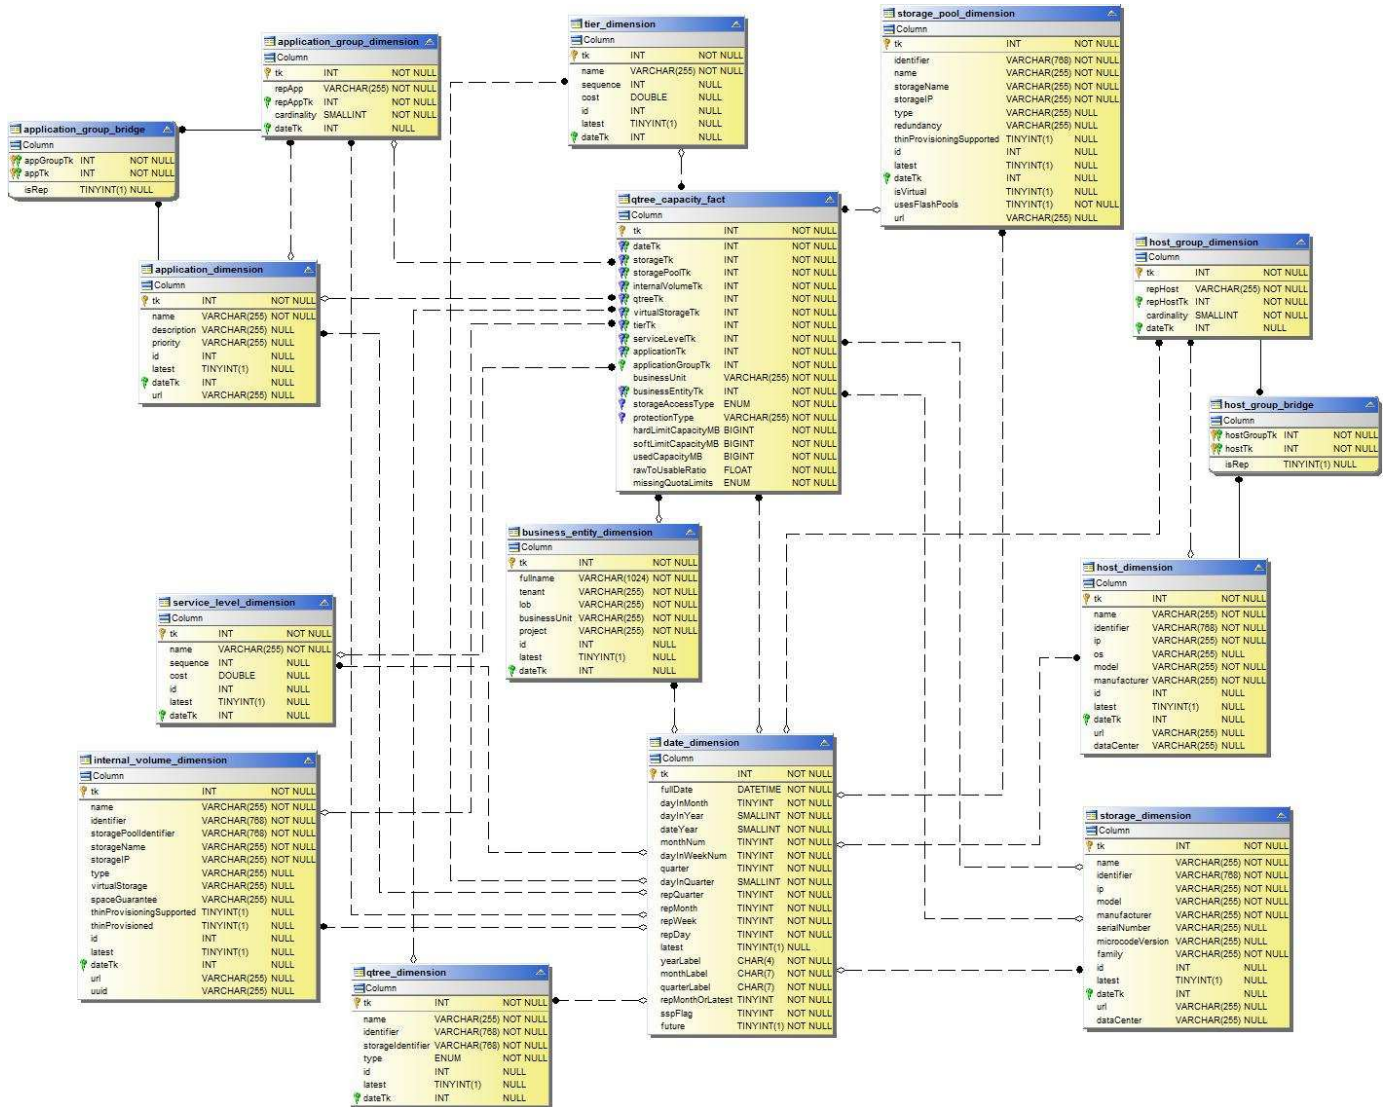 application_group_dimension
Column
tk INT NOT NULL
repApp VARCHAR(255) NOT NULL
repAppTk INT NOT NULL
cardinality SMALLINT NOT NULL
dateTk INT NULL
tier_dimension
Column
tk INT NOT NULL
name VARCHAR(255) NOT NULL
sequence INT NULL
cost DOUBLE NULL
id INT NULL
latest TINYINT(1) NULL
dateTk INT NULL
storage_pool_dimension
Column
tk INT NOT NULL
identifier VARCHAR(768) NOT NULL
name VARCHAR(255) NOT NULL
storageName VARCHAR(255) NOT NULL
storageIP VARCHAR(255) NOT NULL
type VARCHAR(255) NULL
redundancy VARCHAR(255) NULL
thinProvisioningSupported TINYINT(1) NULL
id INT NULL
latest TINYINT(1) NULL
dateTk INT NULL
isVirtual TINYINT(1) NULL
usesFlashPools TINYINT(1) NOT NULL
url VARCHAR(255) NULL
application_group_bridge
Column
appGroupTk INT NOT NULL
appTk INT NOT NULL
isRep TINYINT(1) NULL
qtree_capacity_fact
Column
tk INT NOT NULL
dateTk INT NOT NULL
storageTk INT NOT NULL
storagePoolTk INT NOT NULL
internalVolumeTk INT NOT NULL
qtreeTk INT NOT NULL
virtualStorageTk INT NOT NULL
tierTk INT NOT NULL
serviceLevelTk INT NOT NULL
applicationTk INT NOT NULL
applicationGroupTk INT NOT NULL
businessUnit VARCHAR(255) NOT NULL
businessEntityTk INT NOT NULL
storageAccessType ENUM NOT NULL
protectionType VARCHAR(255) NOT NULL
hardLimitCapacityMB BIGINT NOT NULL
softLimitCapacityMB BIGINT NOT NULL
usedCapacityMB BIGINT NOT NULL
rawToUsableRatio FLOAT NOT NULL
missingQuotaLimits ENUM NOT NULL
host_group_dimension
Column
tk INT NOT NULL
repHost VARCHAR(255) NOT NULL
repHostTk INT NOT NULL
cardinality SMALLINT NOT NULL
dateTk INT NULL
application_dimension
Column
tk INT NOT NULL
name VARCHAR(255) NOT NULL
description VARCHAR(255) NULL
priority VARCHAR(255) NULL
id INT NULL
latest TINYINT(1) NULL
dateTk INT NULL
url VARCHAR(255) NULL
host_group_bridge
Column
hostGroupTk INT NOT NULL
hostTk INT NOT NULL
isRep TINYINT(1) NULL
business_entity_dimension
Column
tk INT NOT NULL
fullname VARCHAR(1024) NOT NULL
tenant VARCHAR(255) NOT NULL
lob VARCHAR(255) NOT NULL
businessUnit VARCHAR(255) NOT NULL
project VARCHAR(255) NOT NULL
id INT NULL
latest TINYINT(1) NULL
dateTk INT NULL
host_dimension
Column
tk INT NOT NULL
name VARCHAR(255) NOT NULL
identifier VARCHAR(768) NOT NULL
ip VARCHAR(255) NOT NULL
os VARCHAR(255) NULL
model VARCHAR(255) NOT NULL
manufacturer VARCHAR(255) NOT NULL
id INT NULL
latest TINYINT(1) NULL
dateTk INT NULL
url VARCHAR(255) NULL
dataCenter VARCHAR(255) NULL
service_level_dimension
Column
tk INT NOT NULL
name VARCHAR(255) NOT NULL
sequence INT NULL
cost DOUBLE NULL
id INT NULL
latest TINYINT(1) NULL
dateTk INT NULL
date_dimension
Column
tk INT NOT NULL
fullDate DATETIME NOT NULL
dayInMonth TINYINT NOT NULL
dayInYear SMALLINT NOT NULL
dateYear SMALLINT NOT NULL
monthNum TINYINT NOT NULL
dayInWeekNum TINYINT NOT NULL
quarter TINYINT NOT NULL
dayInQuarter SMALLINT NOT NULL
repQuarter TINYINT NOT NULL
repMonth TINYINT NOT NULL
repWeek TINYINT NOT NULL
repDay TINYINT NOT NULL
latest TINYINT(1) NULL
yearLabel CHAR(4) NOT NULL
monthLabel CHAR(7) NOT NULL
quarterLabel CHAR(7) NOT NULL
repMonthOrLatest TINYINT NOT NULL
sspFlag TINYINT NOT NULL
future TINYINT(1) NOT NULL
internal_volume_dimension
Column
tk INT NOT NULL
name VARCHAR(255) NOT NULL
identifier VARCHAR(768) NOT NULL
storagePoolIdentifier VARCHAR(768) NOT NULL
storageName VARCHAR(255) NOT NULL
storageIP VARCHAR(255) NOT NULL
type VARCHAR(255) NULL
virtualStorage VARCHAR(255) NULL
spaceGuarantee VARCHAR(255) NULL
thinProvisioningSupported TINYINT(1) NULL
thinProvisioned TINYINT(1) NULL
id INT NULL
latest TINYINT(1) NULL
dateTk INT NULL
url VARCHAR(255) NULL
uuid VARCHAR(255) NULL
storage_dimension
Column
tk INT NOT NULL
name VARCHAR(255) NOT NULL
identifier VARCHAR(768) NOT NULL
ip VARCHAR(255) NOT NULL
model VARCHAR(255) NOT NULL
manufacturer VARCHAR(255) NOT NULL
serialNumber VARCHAR(255) NULL
microcodeVersion VARCHAR(255) NULL
family VARCHAR(255) NOT NULL
id INT NULL
latest TINYINT(1) NULL
dateTk INT NULL
url VARCHAR(255) NULL
dataCenter VARCHAR(255) NULL
qtree_dimension
Column
tk INT NOT NULL
name VARCHAR(255) NOT NULL
identifier VARCHAR(768) NOT NULL
storageIdentifier VARCHAR(768) NOT NULL
type ENUM NOT NULL
id INT NULL
latest TINYINT(1) NULL
dateTk INT NULL